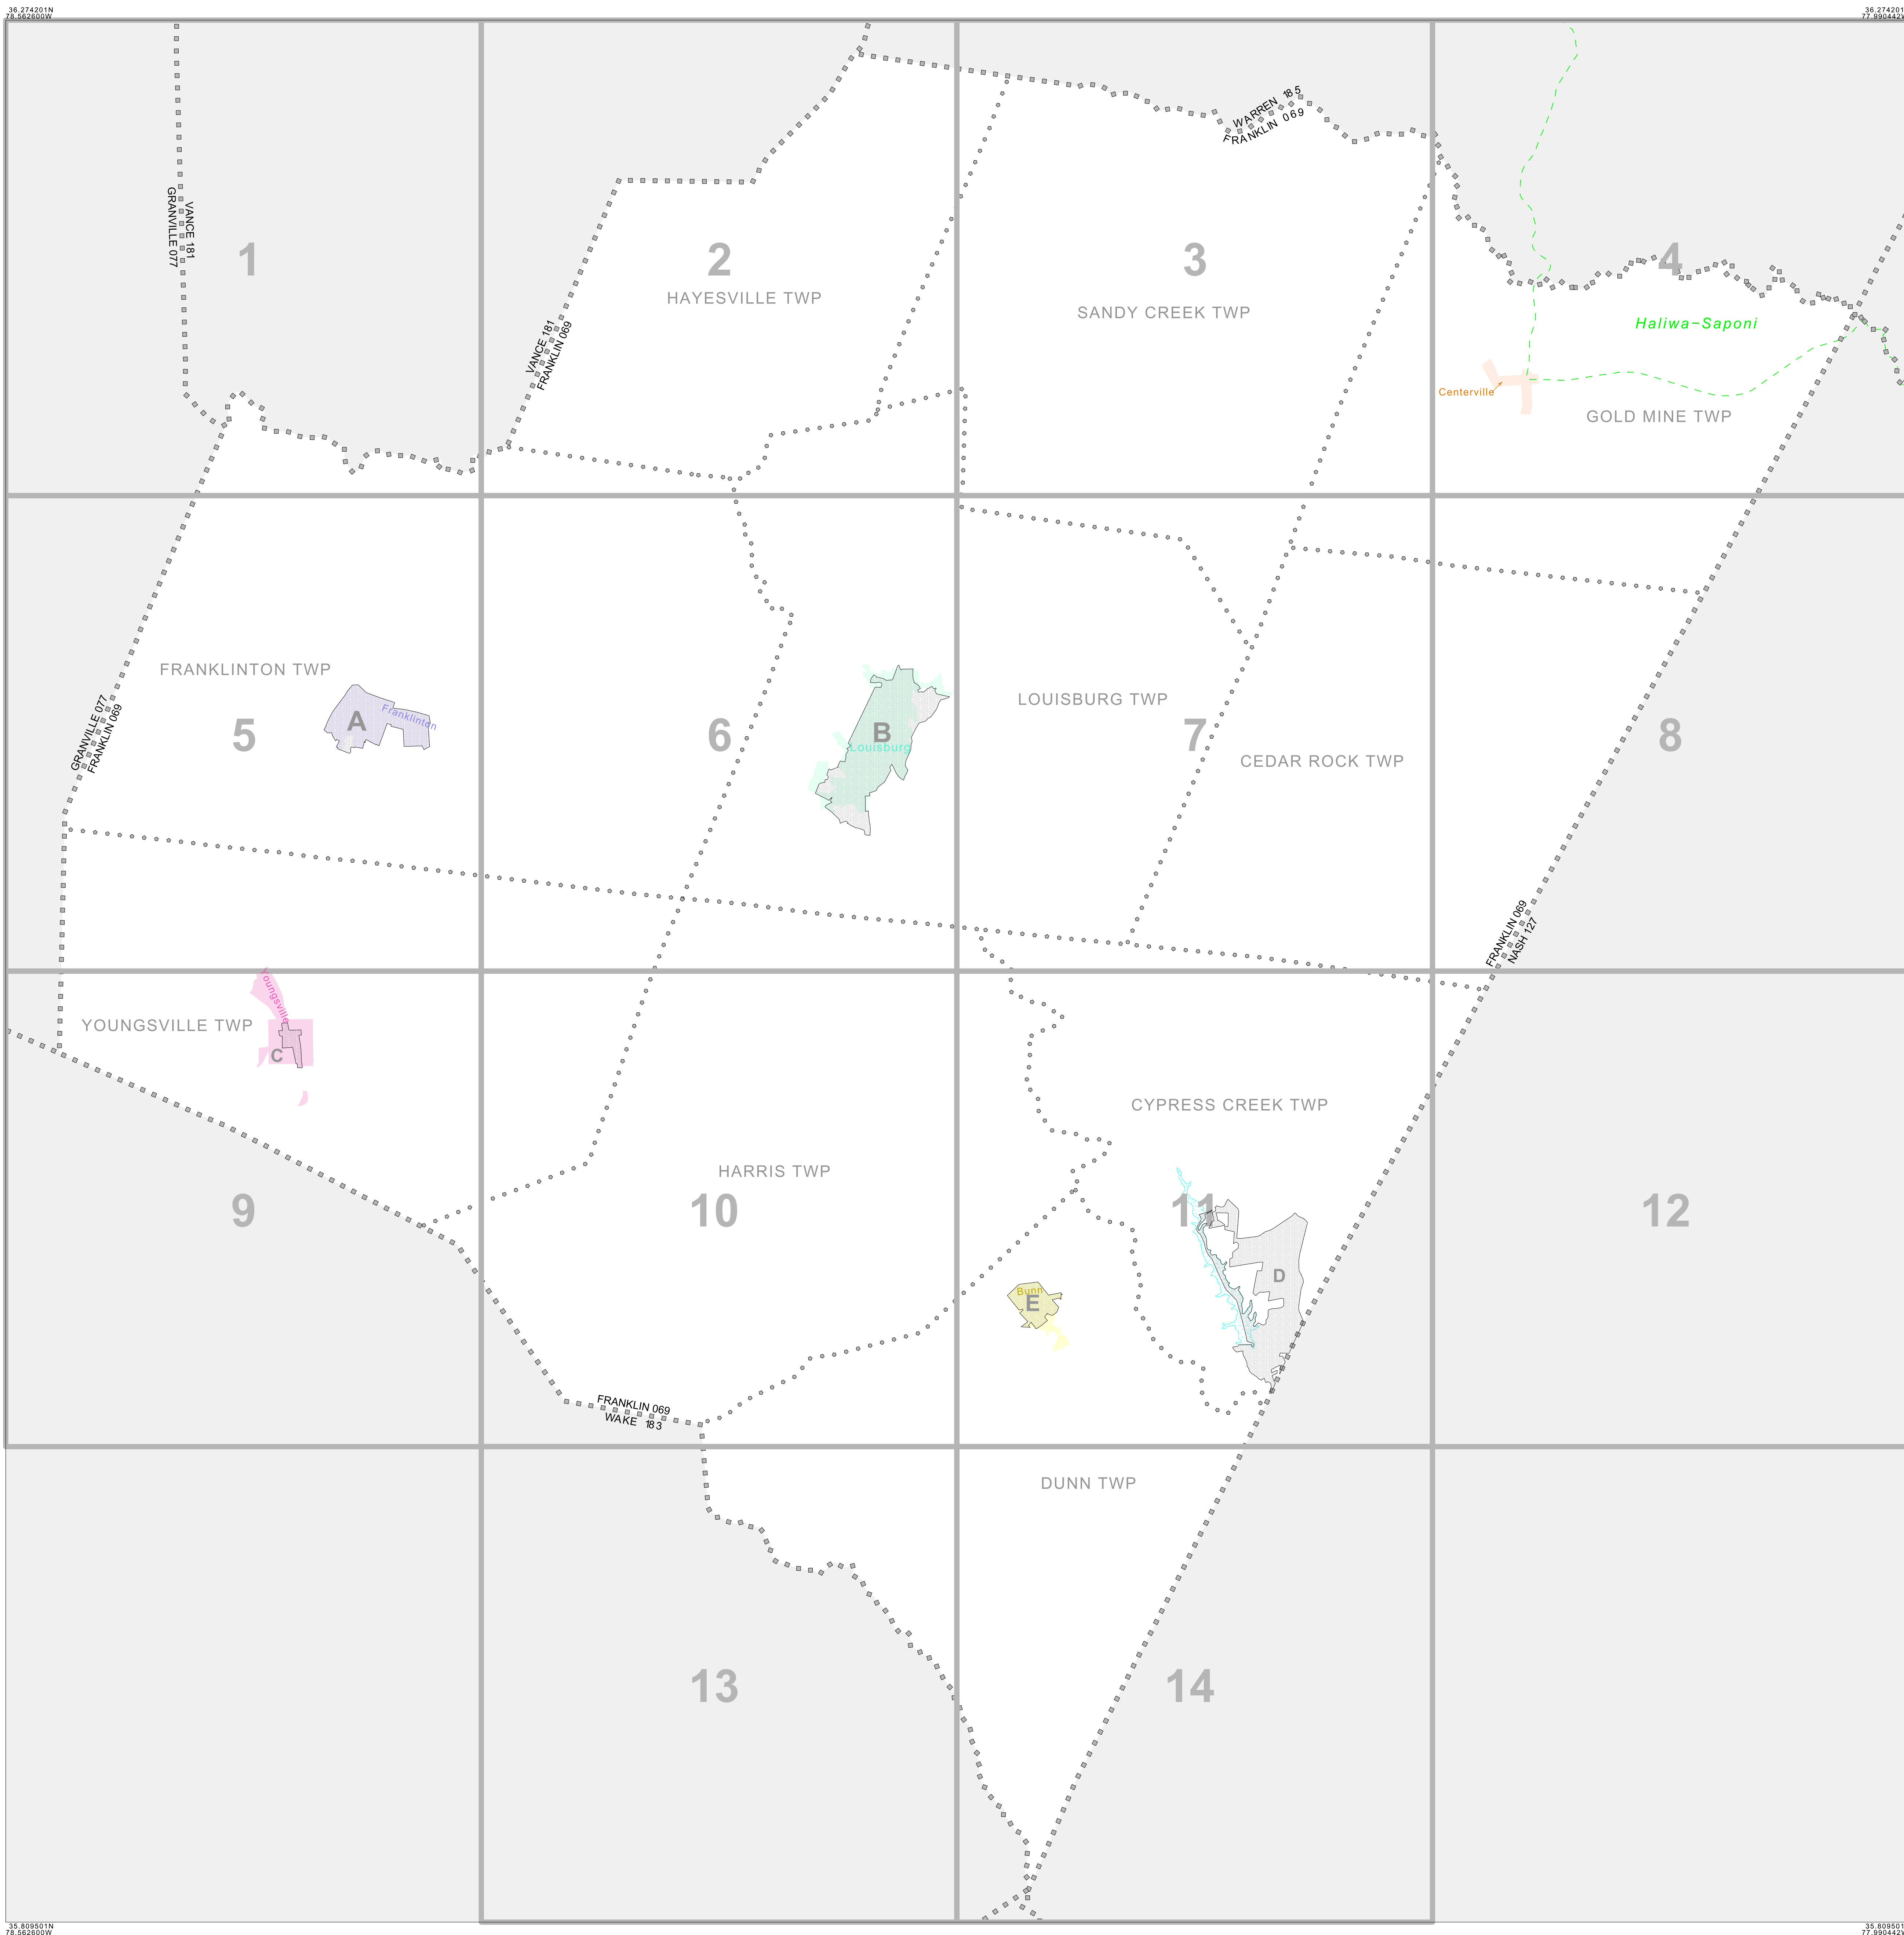 36.274201N
78.562600W
36.274201
77.990442W
WARREN 185
FRANKLIN 069
VANCE 181
GRANVILLE 077
1
2
3
4
HAYESVILLE TWP
SANDY CREEK TWP
Haliwa-Saponi
VANCE 181
FRANKLIN 069
Centerville
GOLD MINE TWP
FRANKLINTON TWP
LOUISBURG TWP
Franklinton
A
B
Louisburg
5
6
7
8
GRANVILLE 077
FRANKLIN 069
CEDAR ROCK TWP
FRANKLIN 069
NASH 127
Youngsville
YOUNGSVILLE TWP
C
CYPRESS CREEK TWP
HARRIS TWP
9
10
11
12
D
Bunn
E
FRANKLIN 069
WAKE 183
DUNN TWP
13
14
35.809501N
78.562600W
35.809501
77.990442W